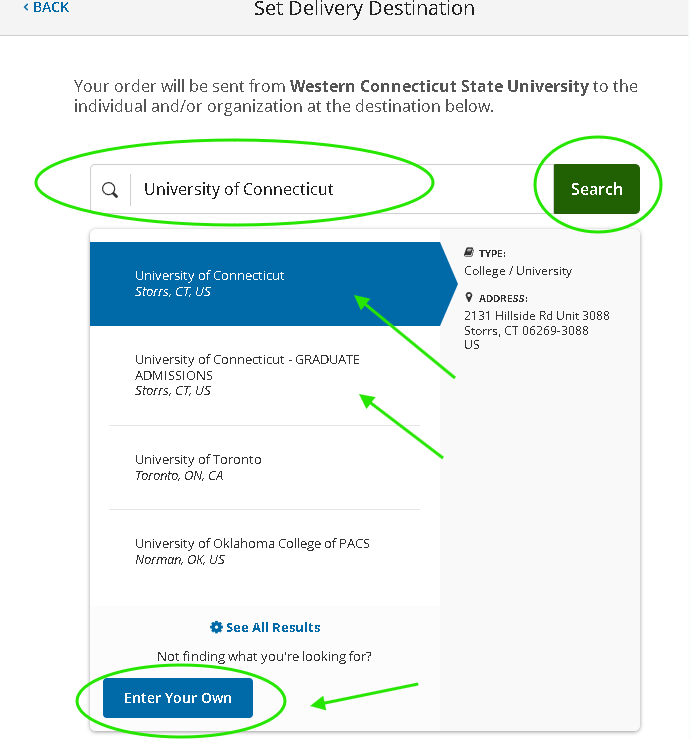 ‹ BACK
Set Delivery Destination
Your order will be sent from Western Connecticut State University to the
individual and/or organization at the destination below.
University of Connecticut
Search
University of Connecticut
Storrs, CT, US
University of Connecticut - GRADUATE
ADMISSIONS
Storrs, CT, US
University of Toronto
Toronto, ON, CA
University of Oklahoma College of PACS
Norman, OK, US
See All Results
Not finding what you're looking for?
Enter Your Own
TYPE:
College / University
ADDRESS:
2131 Hillside Rd Unit 3088
Storrs, CT 06269-3088
US